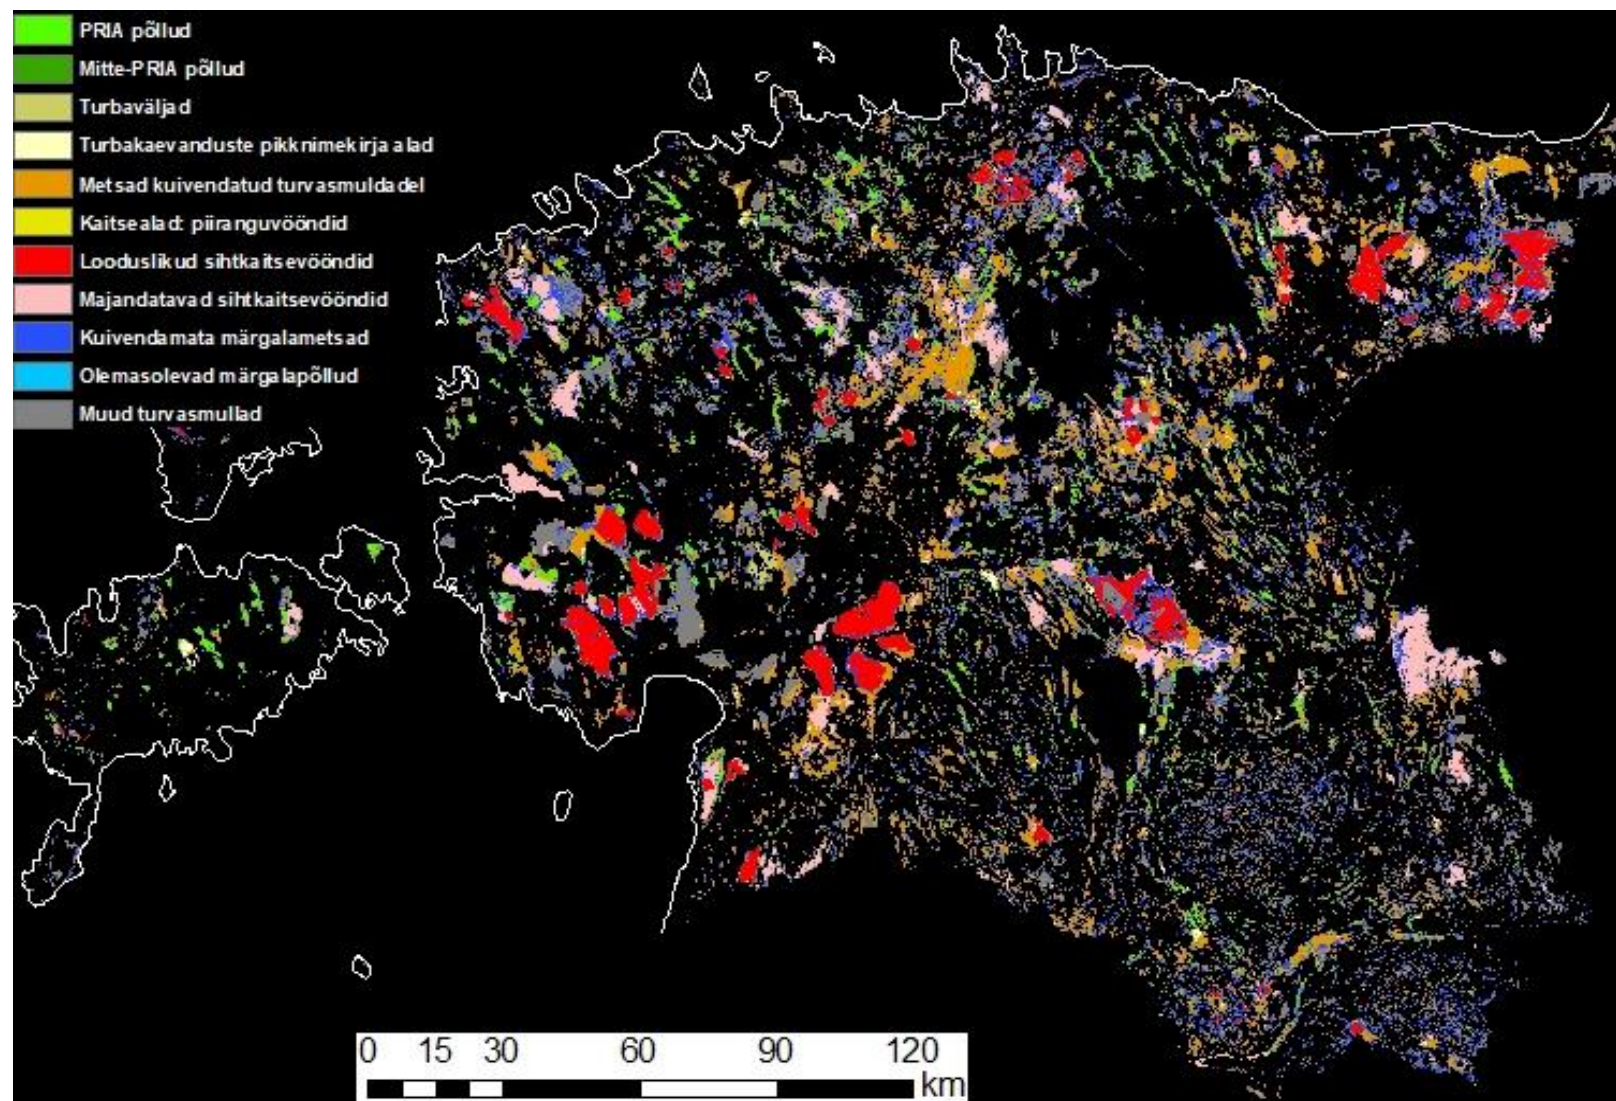 PRIA põllud
Mitte-PRIA põllud
Turbaväljad
Turbakaevanduste pikknimekirja alad
Metsad kuivendatud turvasmuldadel
Kaitsealad: piiranguvööndid
Looduslikud sihtkaitsevööndid
Majandatavad sihtkaitsevööndid
Kuivendamata märgalametsad
Olemasolevad märgalapõllud
Muud turvasmullad
0 15 30 60 90 120
km